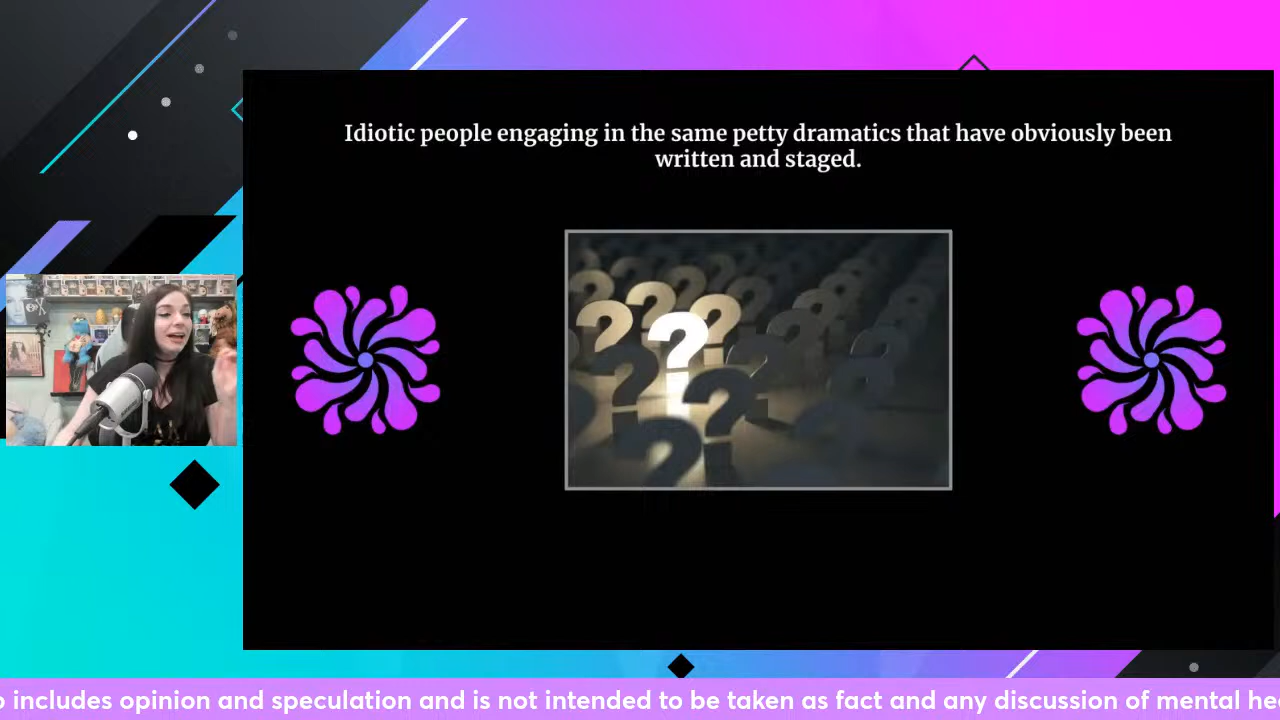 Idiotic people engaging in the same petty dramatics that have obviously been
written and staged.
includes opinion and speculation and is not intended to be taken as fact and any discussion of mental